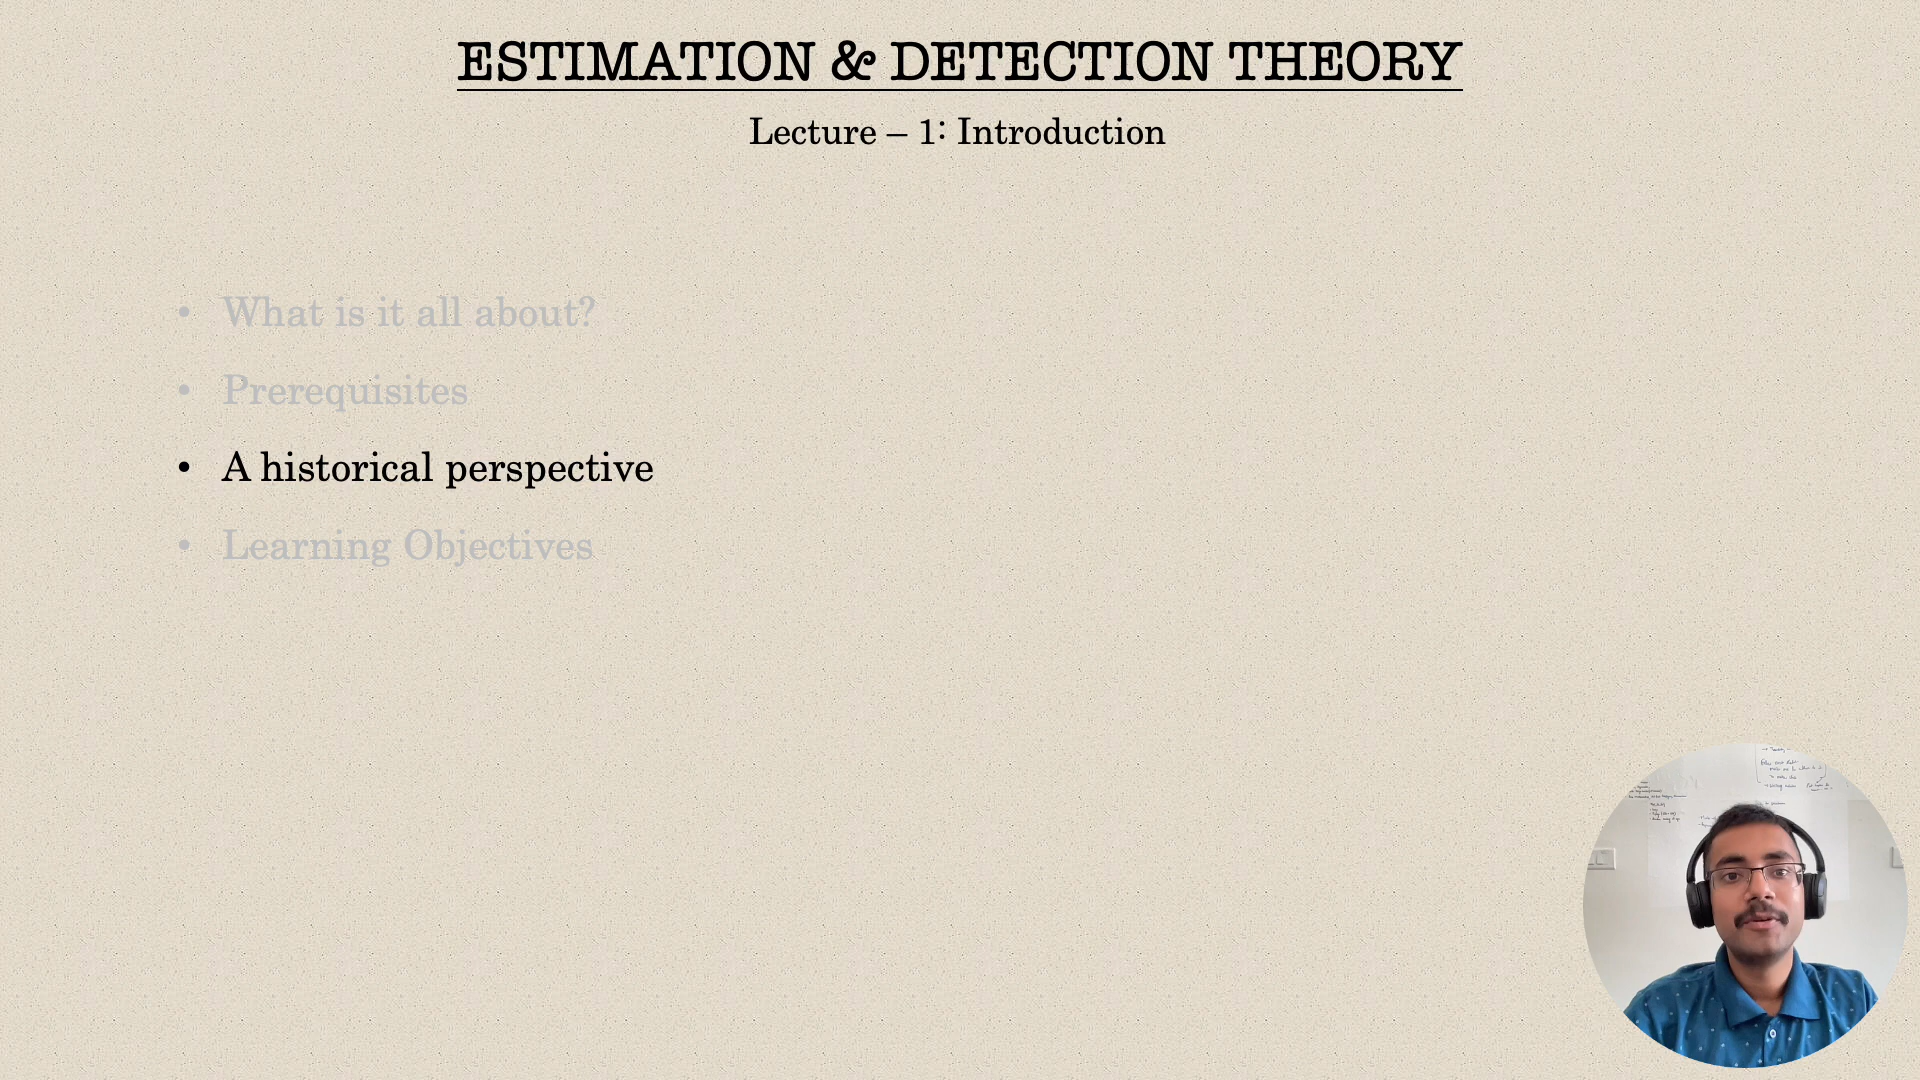 ESTIMATION & DETECTION THEORY
Lecture – 1: Introduction
• What is it all about?
• Prerequisites
• A historical perspective
• Learning Objectives